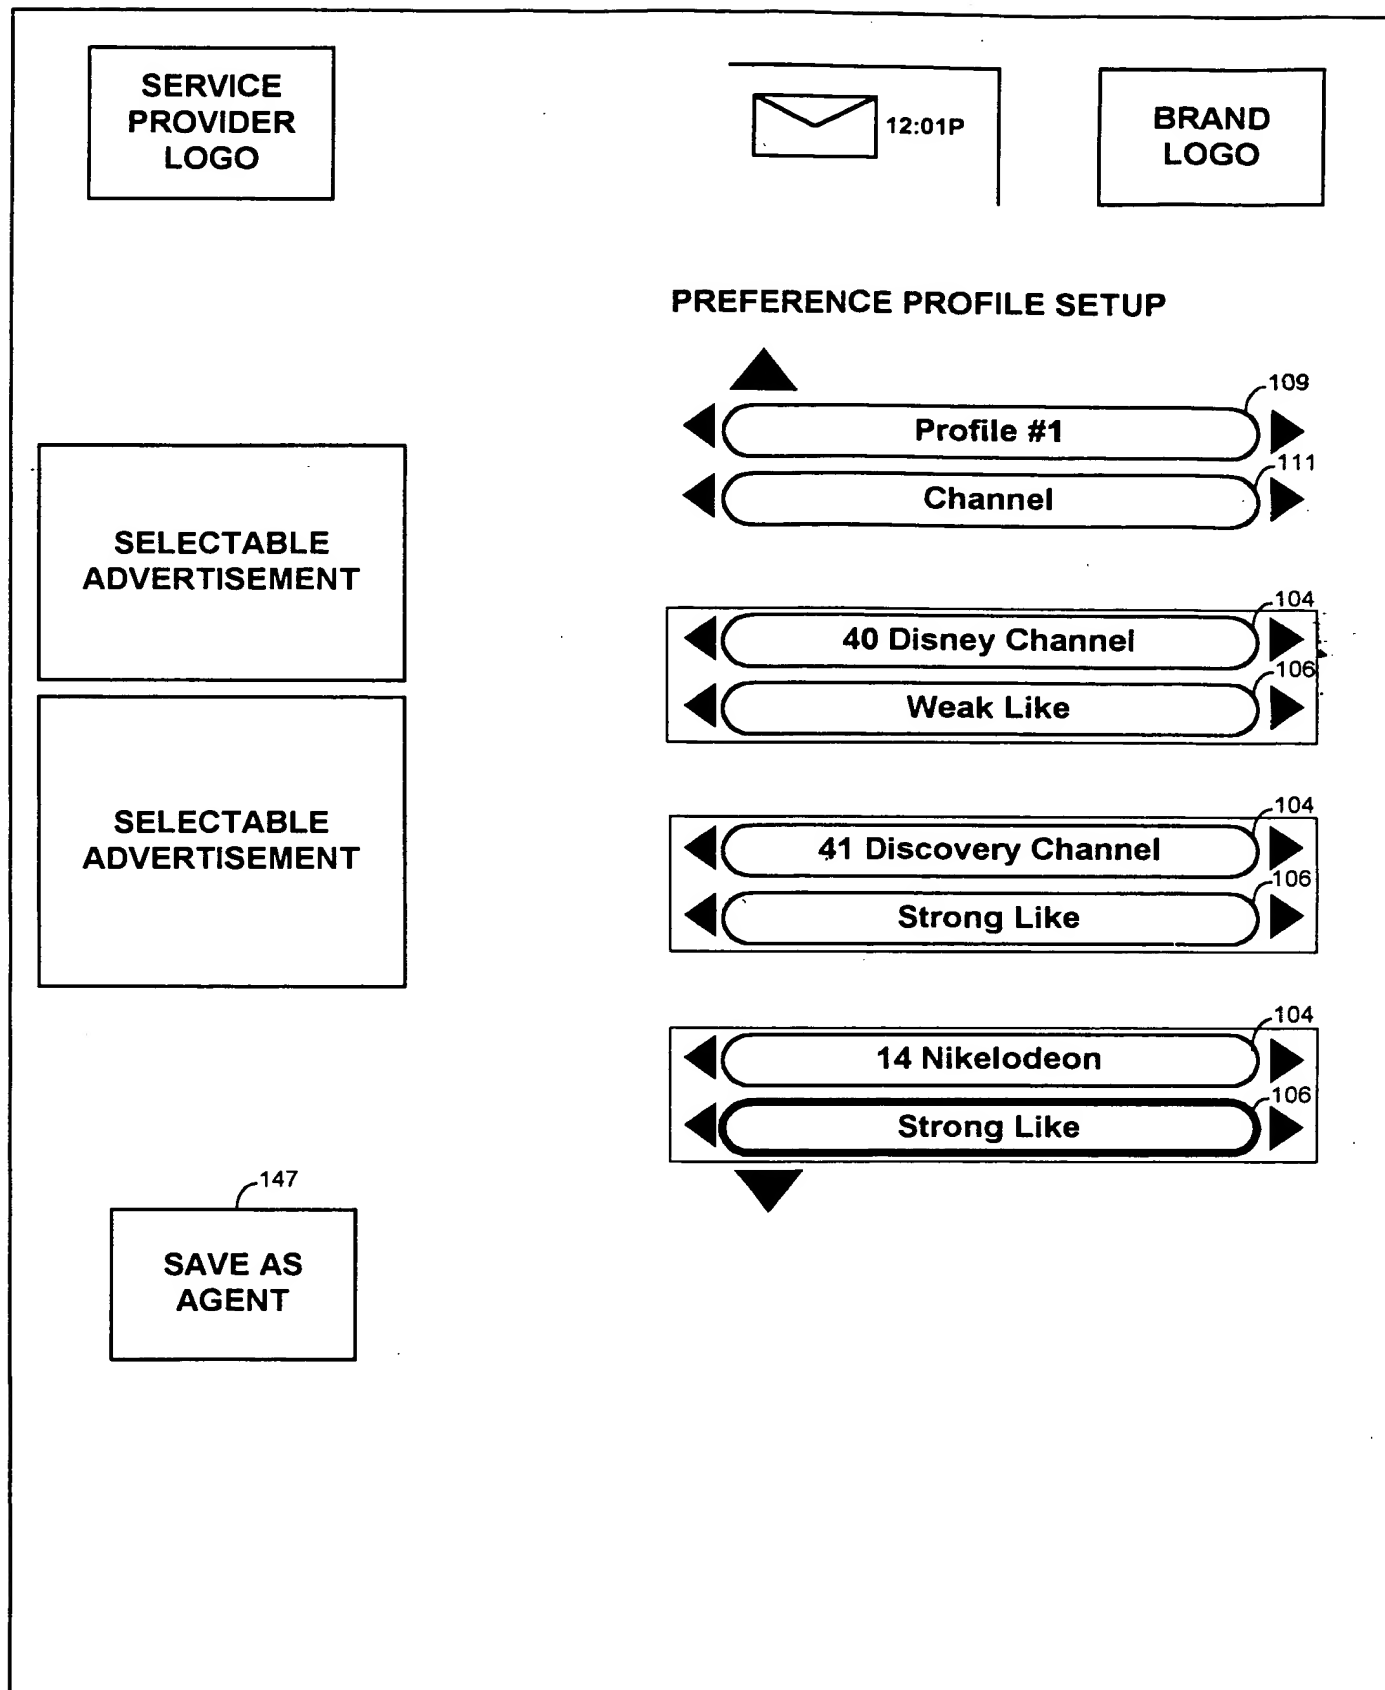 SERVICE
PROVIDER
LOGO
12:01P
BRAND
LOGO
PREFERENCE PROFILE SETUP
109
Profile #1
111
Channel
SELECTABLE
ADVERTISEMENT
104
40 Disney Channel
106
Weak Like
SELECTABLE
ADVERTISEMENT
104
41 Discovery Channel
106
Strong Like
104
14 Nikelodeon
106
Strong Like
147
SAVE AS
AGENT